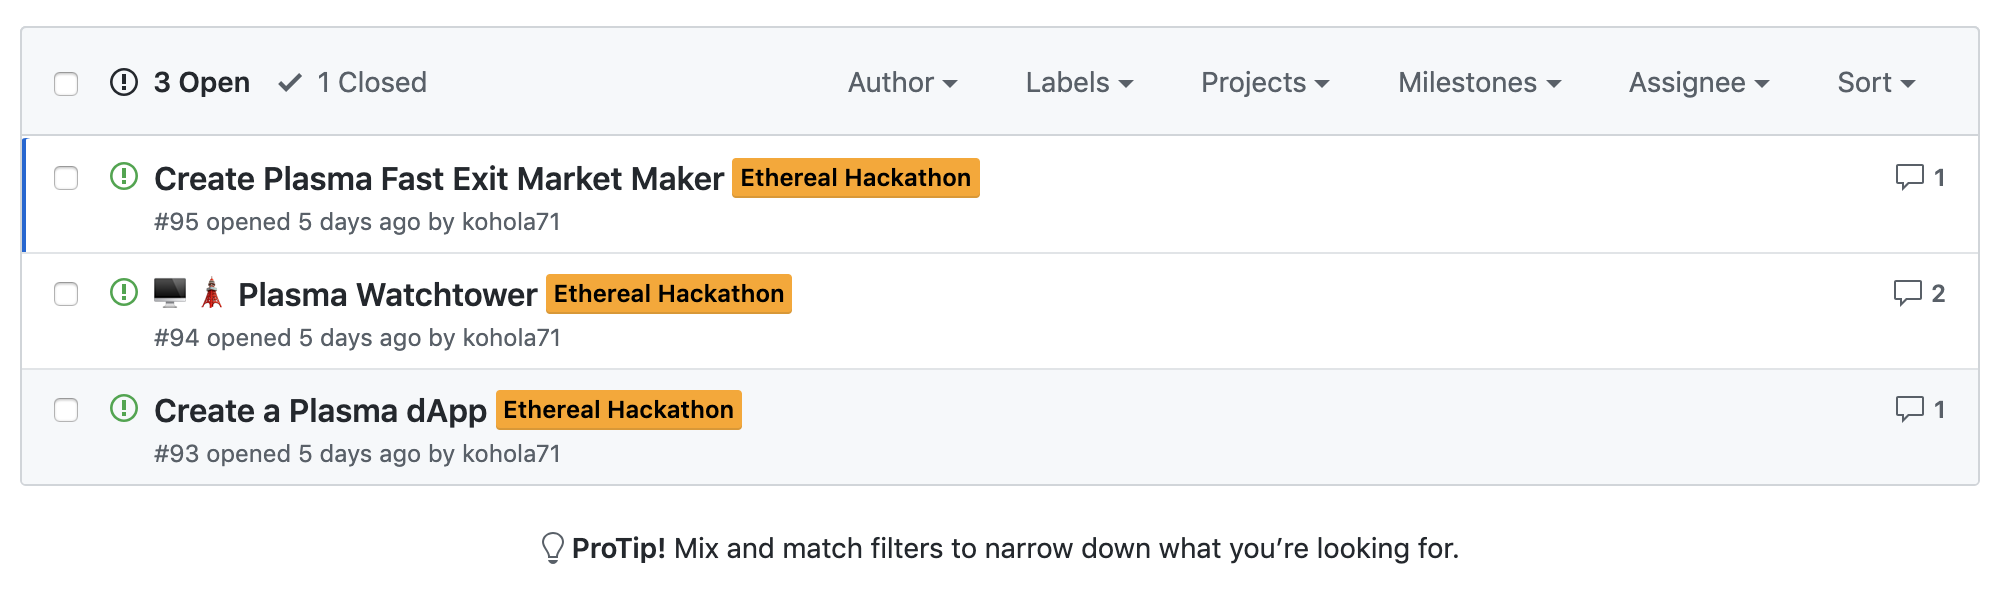 3 Open 1 Closed Author Labels Projects Milestones Assignee Sort
Create Plasma Fast Exit Market Maker Ethereal Hackathon 1
#95 opened 5 days ago by kohola71
Plasma Watchtower Ethereal Hackathon 2
#94 opened 5 days ago by kohola71
Create a Plasma dApp Ethereal Hackathon 1
#93 opened 5 days ago by kohola71
ProTip! Mix and match filters to narrow down what you’re looking for.